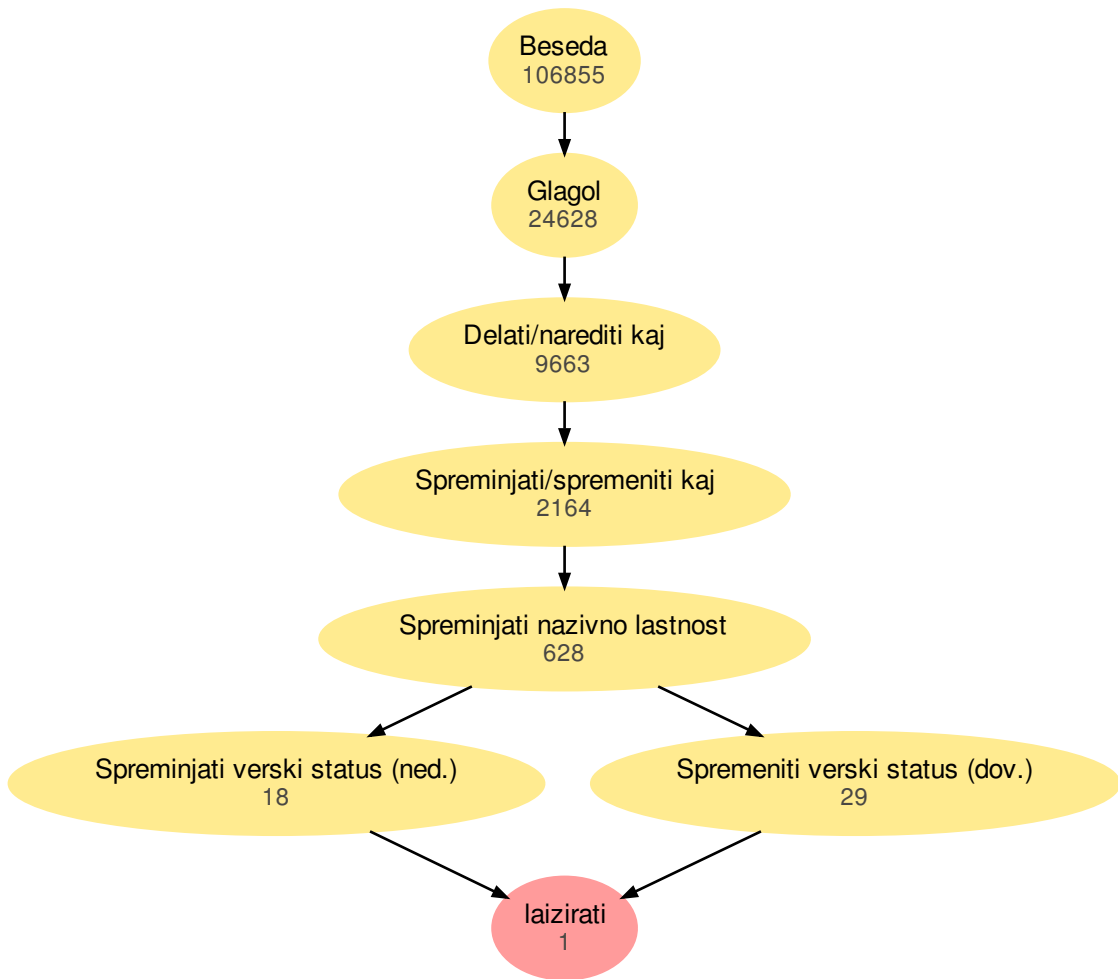 Beseda
106855
Glagol
24628
Delati/narediti kaj
9663
Spreminjati/spremeniti kaj
2164
Spreminjati nazivno lastnost
628
Spreminjati verski status (ned.)
18
Spremeniti verski status (dov.)
29
laizirati
1